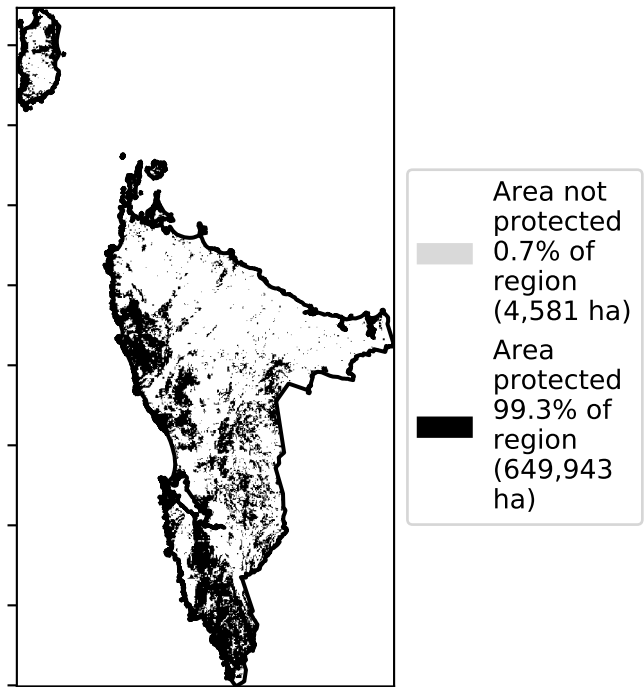 Area not
protected
0.7% of
region
(4,581 ha)
Area
protected
99.3% of
region
(649,943
ha)